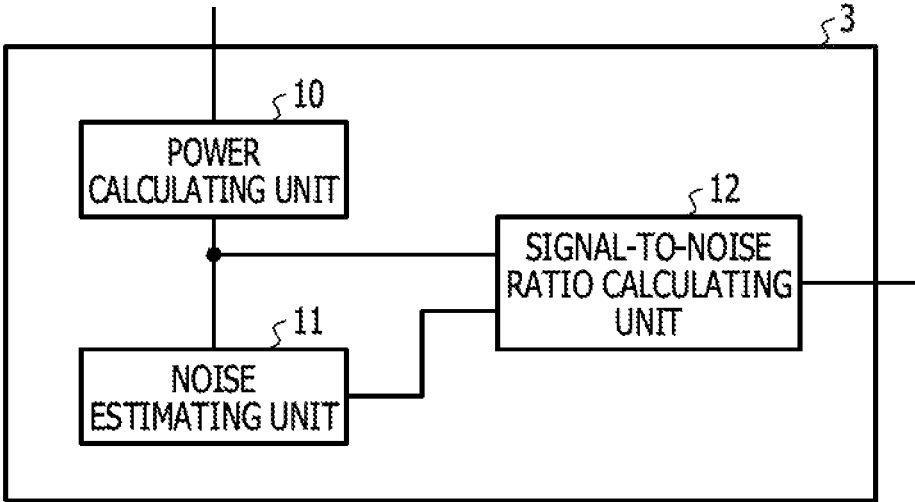 3
10
POWER
CALCULATING UNIT
12
SIGNAL-TO-NOISE
RATIO CALCULATING
UNIT
11
NOISE
ESTIMATING UNIT